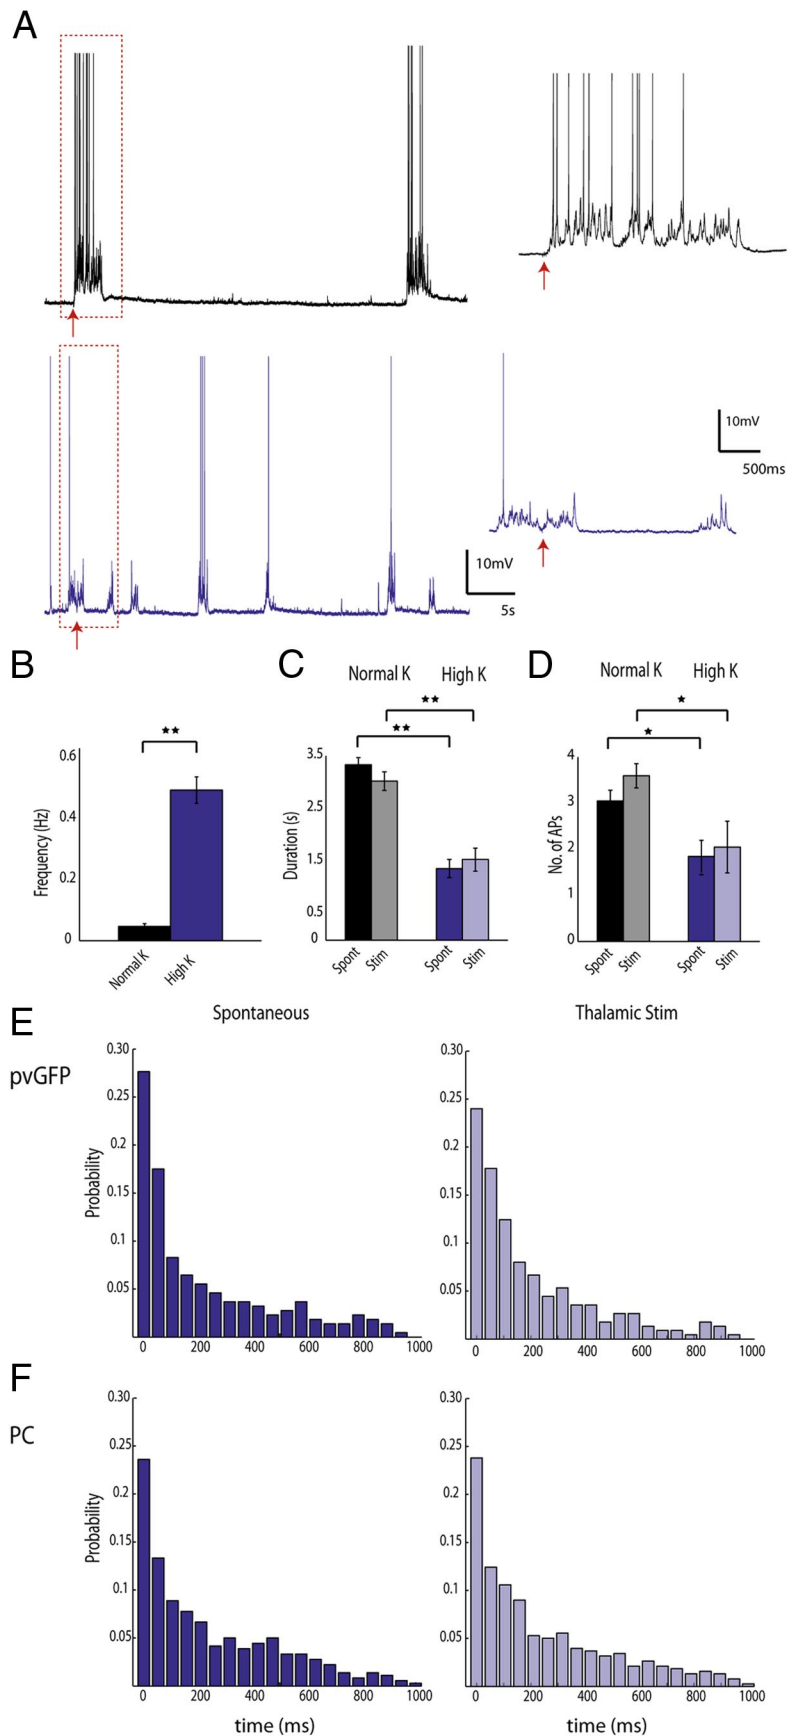 A
10mV
500ms
10mV
5s
B
C
D
Normal K
High K
Normal K
High K
★★
★★
★★
★
★
Frequency (Hz)
0.6
0.4
0.2
0
Normal K
High K
Duration (s)
3.5
2.5
1.5
0.5
0
Spont
Stim
Spont
Stim
No. of APs
4
3
2
1
0
Spont
Stim
Spont
Stim
E
Spontaneous
Thalamic Stim
pvGFP
Probability
0.30
0.25
0.2
0.15
0.1
0.05
0 200 400 600 800 1000
0.30
0.25
0.2
0.15
0.1
0.05
0 200 400 600 800 1000
F
PC
Probability
0.30
0.25
0.2
0.15
0.1
0.05
0 200 400 600 800 1000
time (ms)
0.30
0.25
0.2
0.15
0.1
0.05
0 200 400 600 800 1000
time (ms)